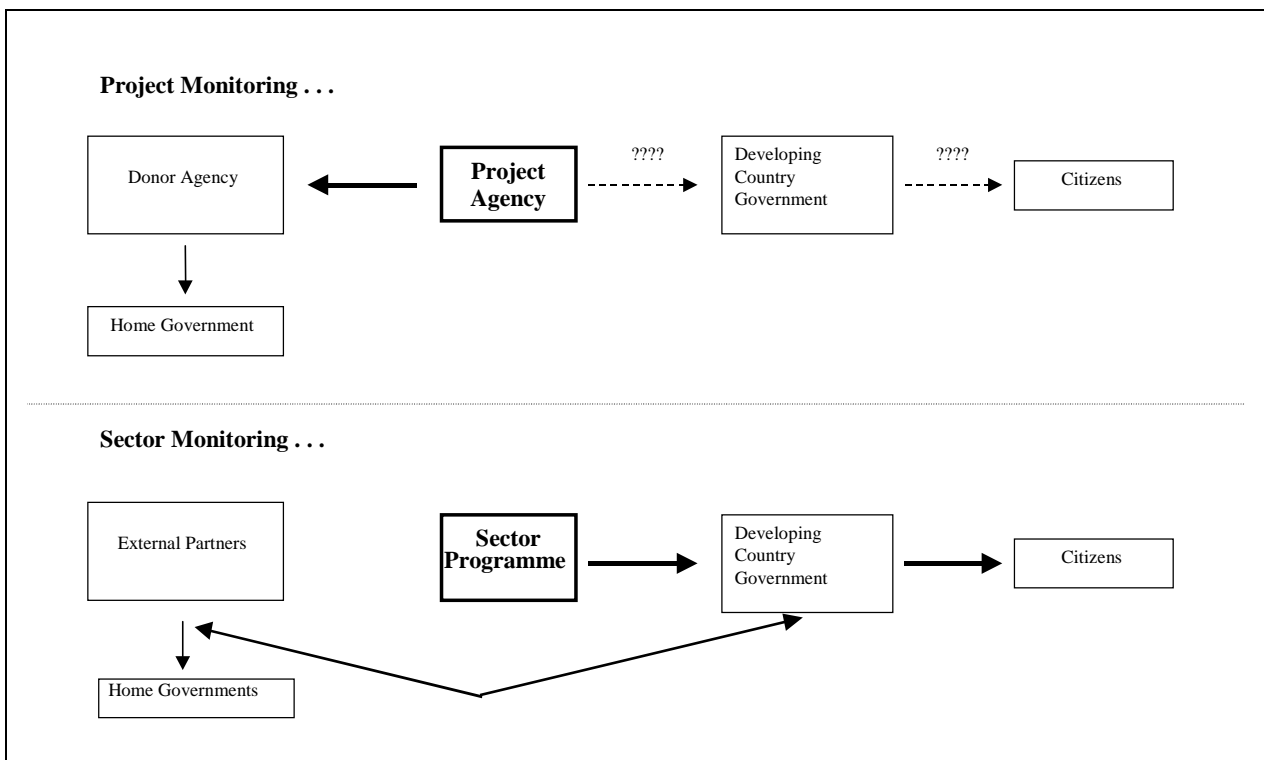 Project Monitoring . . .
Donor Agency
Project
Agency
????
Developing
Country
Government
????
Citizens
Home Government
Sector Monitoring . . .
External Partners
Sector
Programme
Developing
Country
Government
Citizens
Home Governments